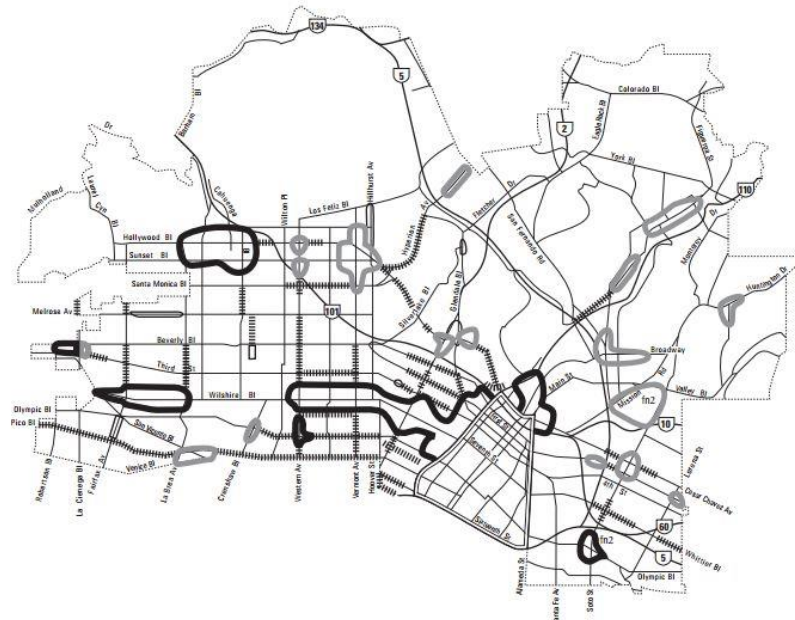 134
5
2
Colorado Bl
Eagle Rock Bl
Figueroa St
York Bl
110
Barham Bl
Mulholland Dr
Laurel Cyn Bl
Cahuenga
Wilton Pl
Hillhurst Av
Los Feliz Bl
Hyperion Av
Fletcher Dr
San Fernando Rd
Monterey
Dr
Huntington Dr
Hollywood Bl
Sunset Bl
Santa Monica Bl
Silverlake Bl
Glendale Bl
Melrose Av
101
Beverly Bl
Broadway
Third St
Main St
Wilshire Bl
Mission Rd
Valley Bl
fn2
Olympic Bl
Pico Bl
San Vicente Bl
10
Venice Bl
Seventh St
Robertson Bl
La Cienega Bl
Fairfax Av
La Brea Av
Crenshaw Bl
Western Av
Vermont Av
Hoover St
4th St
Lorena St
Cesar Chavez Av
60
fn2
Whittier Bl
5
Olympic Bl
Alameda St
Santa Fe Av
Soto St